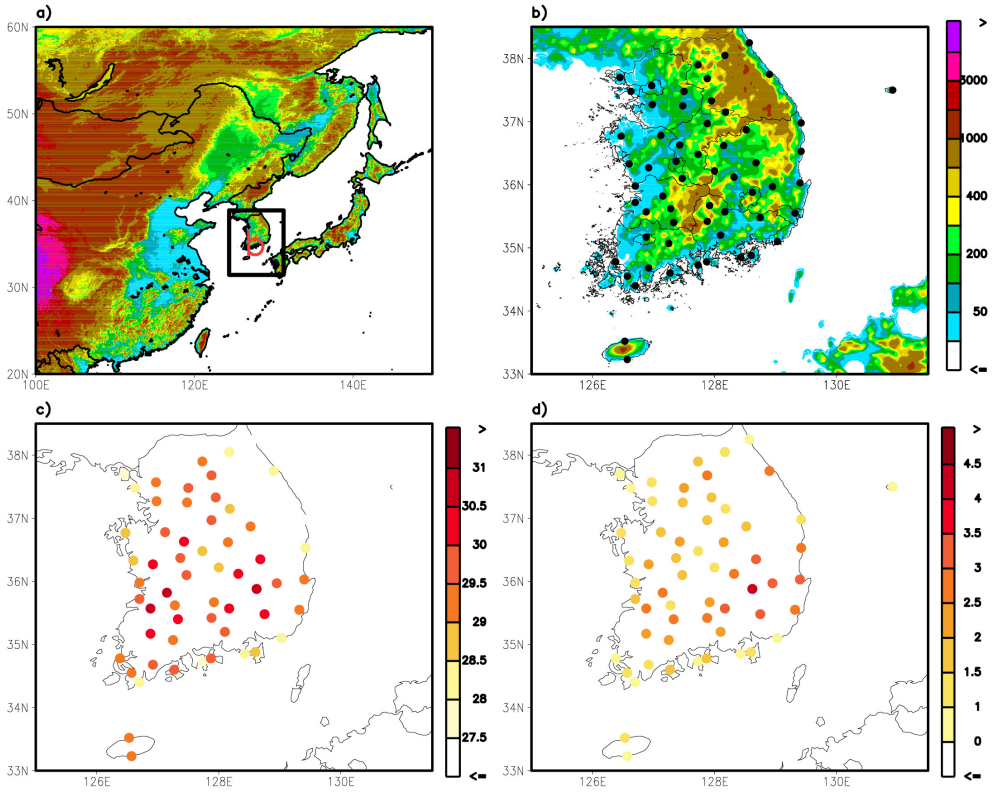 a)
60N
50N
40N
30N
20N
100E
120E
140E
b)
38N
37N
36N
35N
34N
33N
126E
128E
130E
>
3000
1000
400
200
50
<=
c)
38N
37N
36N
35N
34N
33N
126E
128E
130E
>
31
30.5
30
29.5
29
28.5
28
27.5
<=
d)
38N
37N
36N
35N
34N
33N
126E
128E
130E
>
4.5
4
3.5
3
2.5
2
1.5
1
0
<=